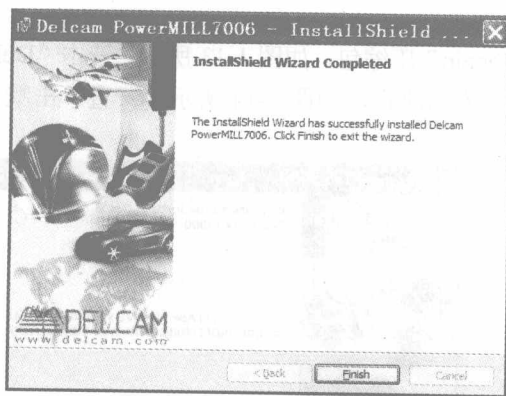 Delcam PowerMILL7006 - InstallShield ...
InstallShield Wizard Completed
The InstallShield Wizard has successfully installed Delcam
PowerMILL7006. Click Finish to exit the wizard.
DELCAM
www.delcam.com
< Back
Finish
Cancel